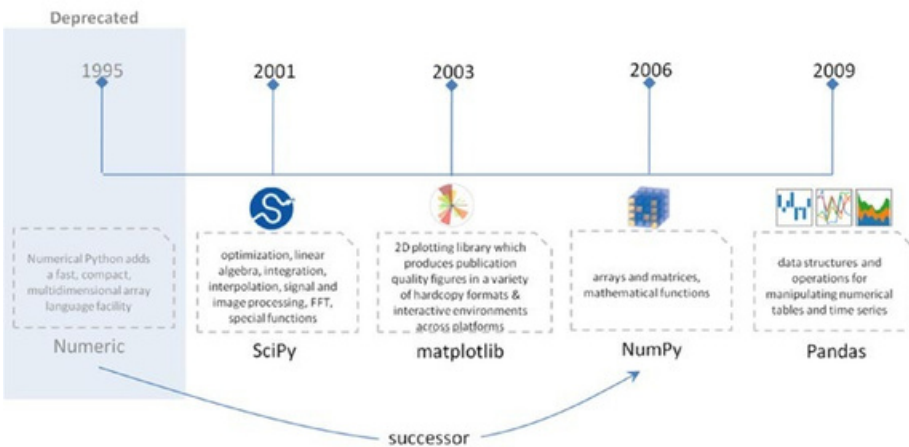 Deprecated
1995
2001
2003
2006
2009
Numerical Python adds
a fast, compact,
multidimensional array
language facility
Numeric
optimization, linear
algebra, integration,
interpolation, signal and
image processing, FFT,
special functions
SciPy
2D plotting library which
produces publication
quality figures in a variety
of hardcopy formats &
interactive environments
across platforms
matplotlib
arrays and matrices,
mathematical functions
NumPy
data structures and
operations for
manipulating numerical
tables and time series
Pandas
successor